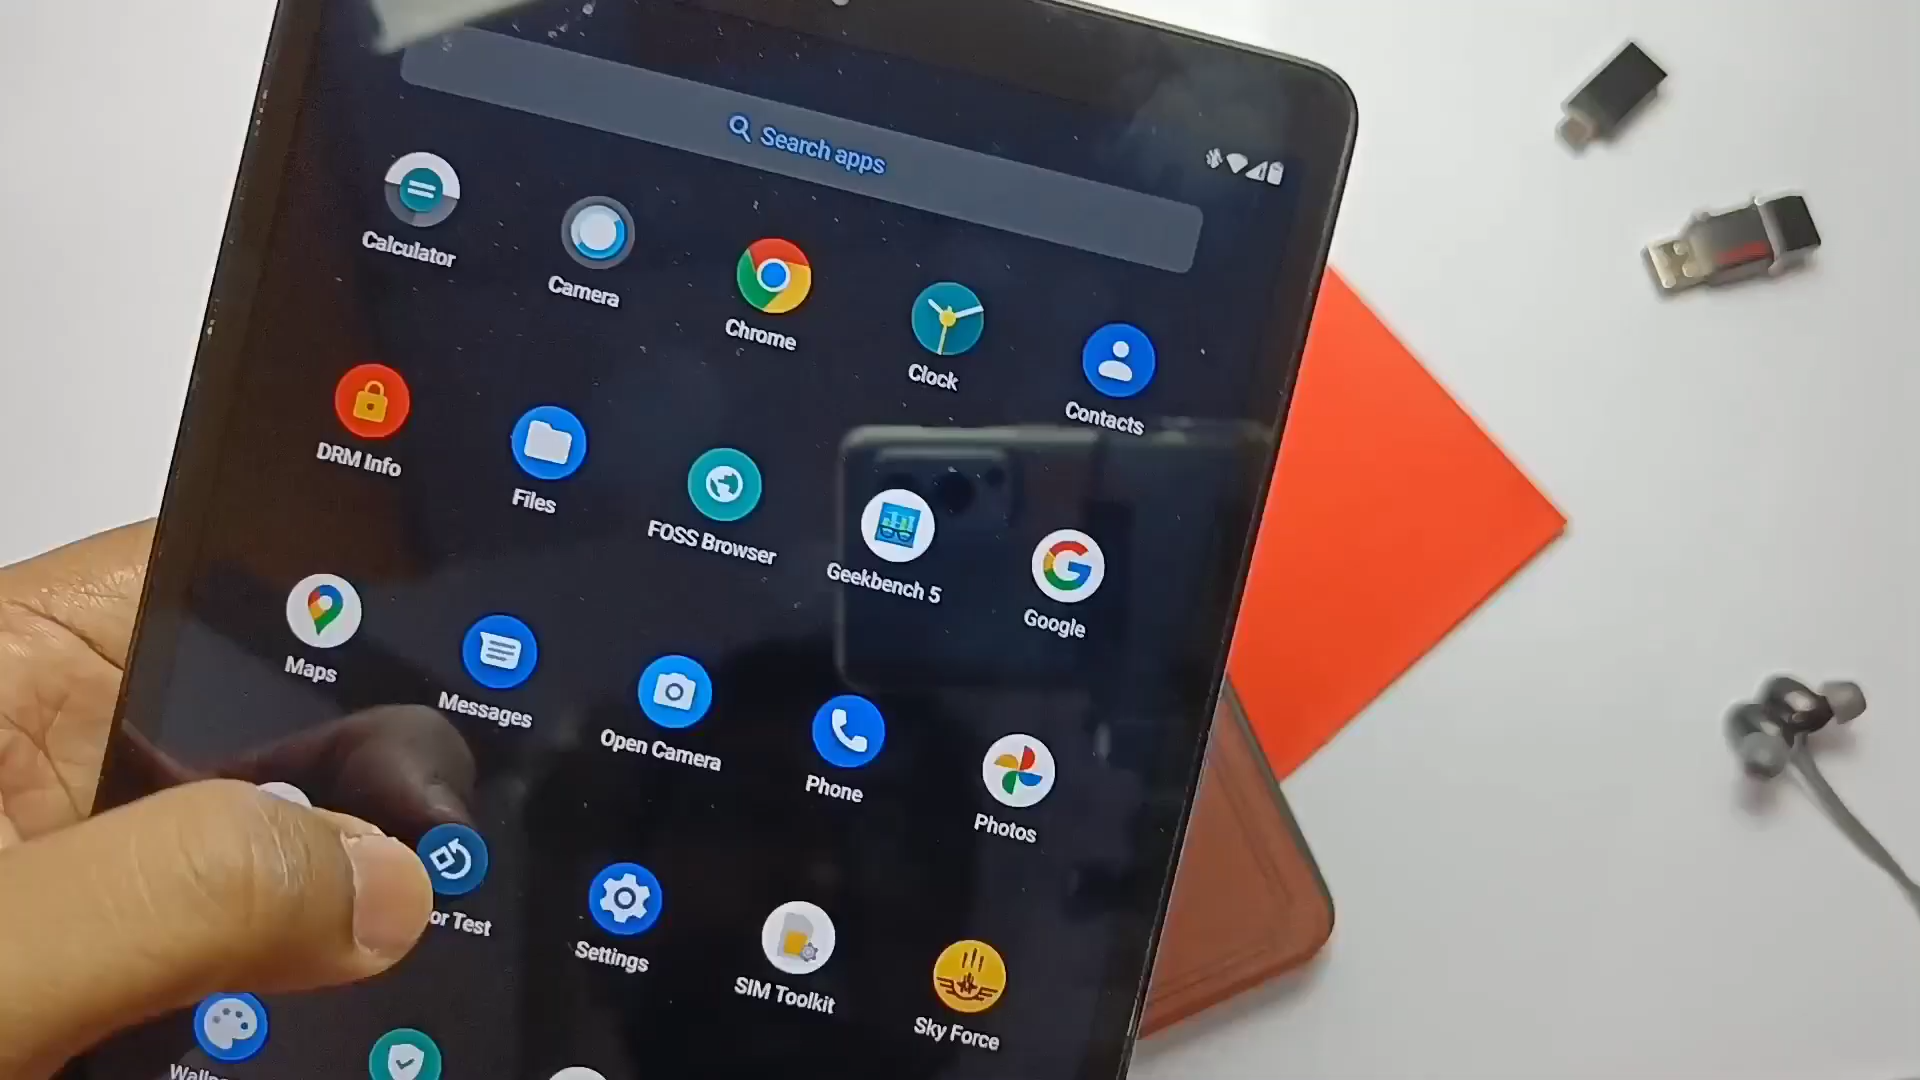 Search apps
Calculator
Camera
Chrome
Clock
Contacts
DRM Info
Files
FOSS Browser
Geekbench 5
Google
Maps
Messages
Open Camera
Phone
Photos
or Test
Settings
SIM Toolkit
Sky Force